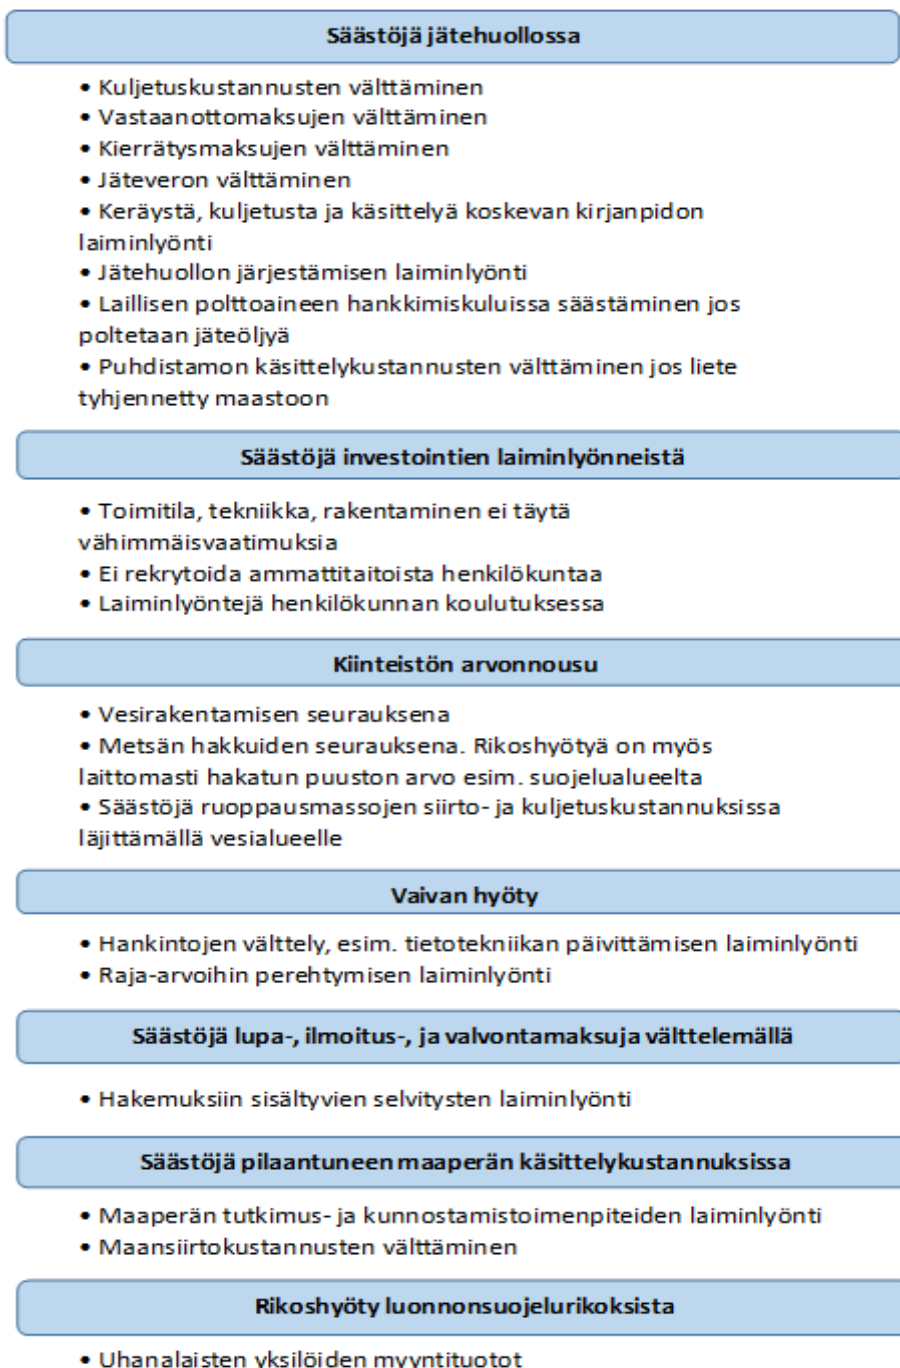 Säästöjä jätehuollossa
• Kuljetuskustannusten välttäminen
• Vastaanottomaksujen välttäminen
• Kierrätysmaksujen välttäminen
• Jäteveron välttäminen
• Keräystä, kuljetusta ja käsittelyä koskevan kirjanpidon
laiminlyönti
• Jätehuollon järjestämisen laiminlyönti
• Laillisen polttoaineen hankkimiskuluissa säästäminen jos
poltetaan jäteöljyä
• Puhdistamon käsittelykustannusten välttäminen jos liete
tyhjennetty maastoon
Säästöjä investointien laiminlyönneistä
• Toimitila, tekniikka, rakentaminen ei täytä
vähimmäisvaatimuksia
• Ei rekrytoida ammattitaitoista henkilökuntaa
• Laiminlyöntejä henkilökunnan koulutuksessa
Kiinteistön arvonnousu
• Vesirakentamisen seurauksena
• Metsän hakkuiden seurauksena. Rikoshyötyä on myös
laittomasti hakatun puuston arvo esim. suojelualueelta
• Säästöjä ruoppausmassojen siirto- ja kuljetuskustannuksissa
läjittämällä vesialueelle
Vaivan hyöty
• Hankintojen välttely, esim. tietotekniikan päivittämisen laiminlyönti
• Raja-arvoihin perehtymisen laiminlyönti
Säästöjä lupa-, ilmoitus-, ja valvontamaksuja välttelemällä
• Hakemuksiin sisältyvien selvitysten laiminlyönti
Säästöjä pilaantuneen maaperän käsittelykustannuksissa
• Maaperän tutkimus- ja kunnostamistoimenpiteiden laiminlyönti
• Maansiirtokustannusten välttäminen
Rikoshyöty luonnonsuojelurikoksista
• Uhanalaisten yksilöiden myyntituotot